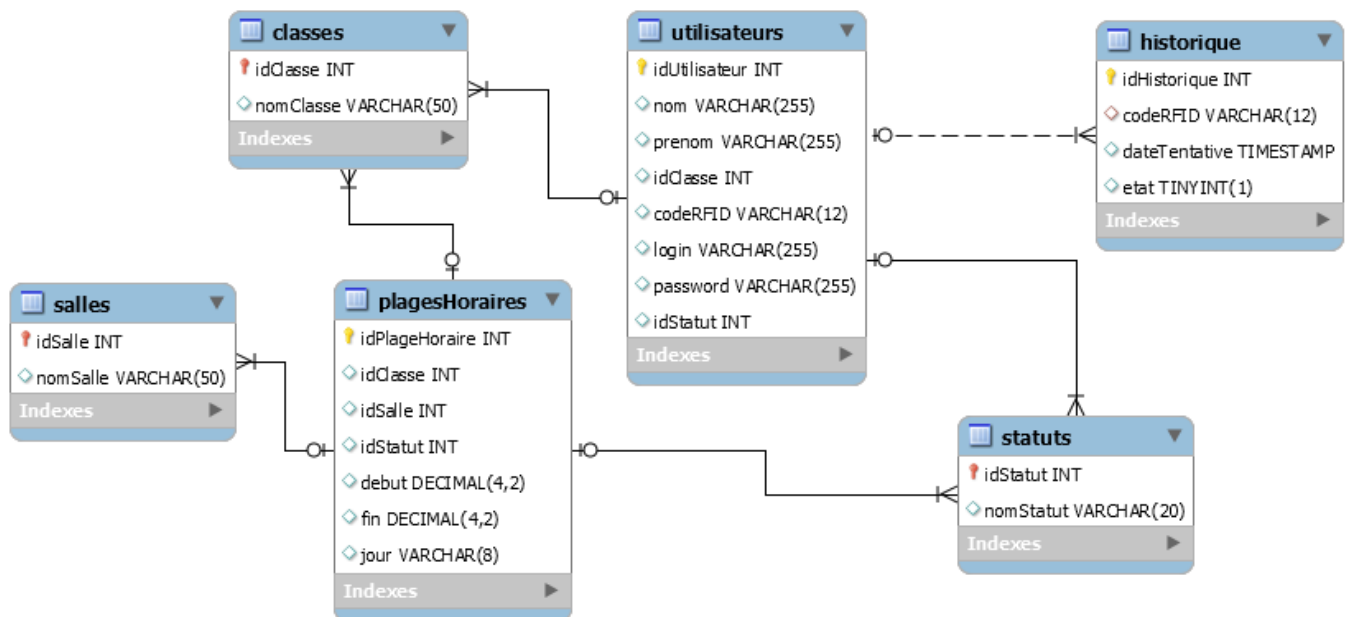 classes
idClasse INT
nomClasse VARCHAR(50)
Indexes
utilisateurs
idUtilisateur INT
nom VARCHAR(255)
prenom VARCHAR(255)
idClasse INT
codeRFID VARCHAR(12)
login VARCHAR(255)
password VARCHAR(255)
idStatut INT
Indexes
historique
idHistorique INT
codeRFID VARCHAR(12)
dateTentative TIMESTAMP
etat TINYINT(1)
Indexes
salles
idSalle INT
nomSalle VARCHAR(50)
Indexes
plagesHoraires
idPlageHoraire INT
idClasse INT
idSalle INT
idStatut INT
debut DECIMAL(4,2)
fin DECIMAL(4,2)
jour VARCHAR(8)
Indexes
statuts
idStatut INT
nomStatut VARCHAR(20)
Indexes